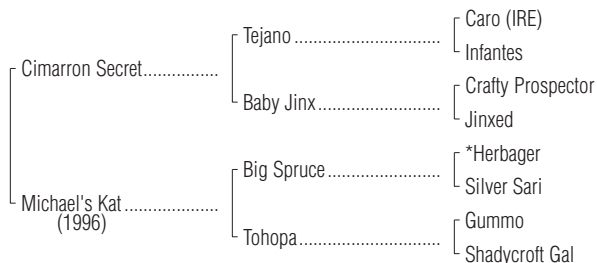 Caro (IRE)
Tejano
Infantes
Cimarron Secret
Crafty Prospector
Baby Jinx
Jinxed
*Herbager
Big Spruce
Silver Sari
Michael's Kat
(1996)
Gummo
Tohopa
Shadycroft Gal